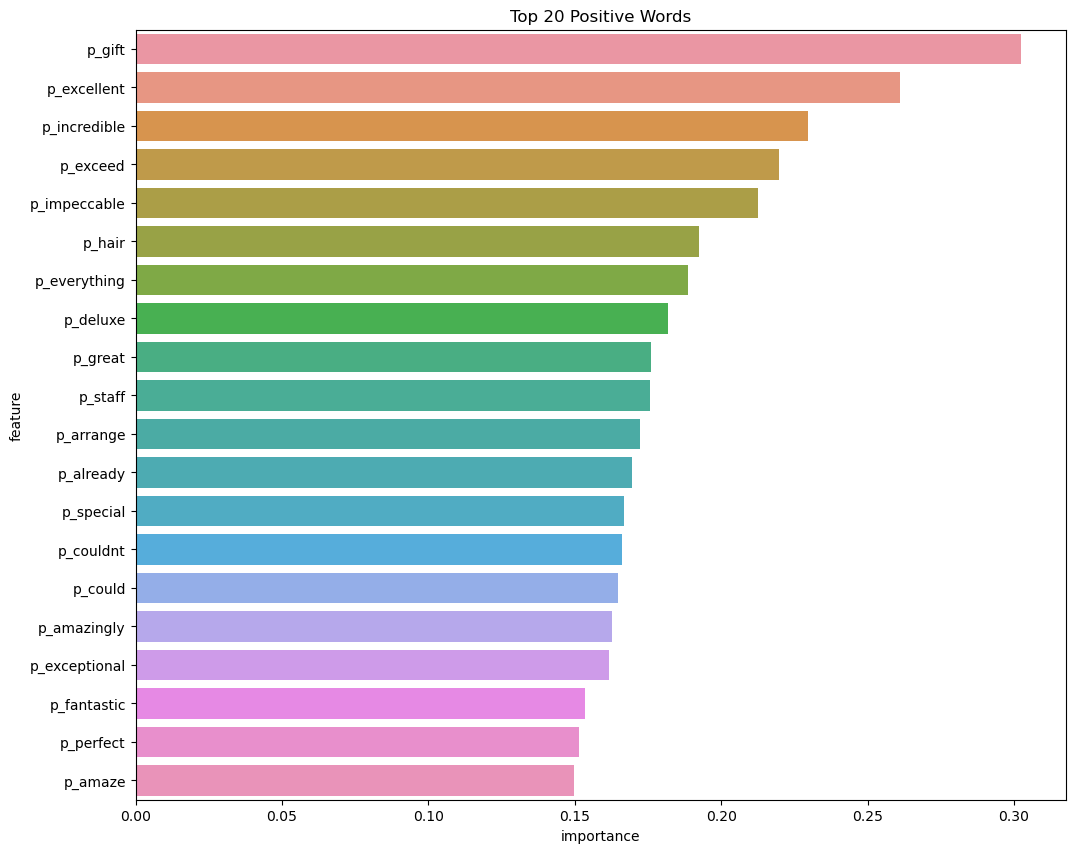 Top 20 Positive Words
p_gift
p_excellent
p_incredible
p_exceed
p_impeccable
p_hair
p_everything
p_deluxe
p_great
p_staff
p_arrange
p_already
p_special
p_couldnt
p_could
p_amazingly
p_exceptional
p_fantastic
p_perfect
p_amaze
feature
0.00 0.05 0.10 0.15 0.20 0.25 0.30
importance